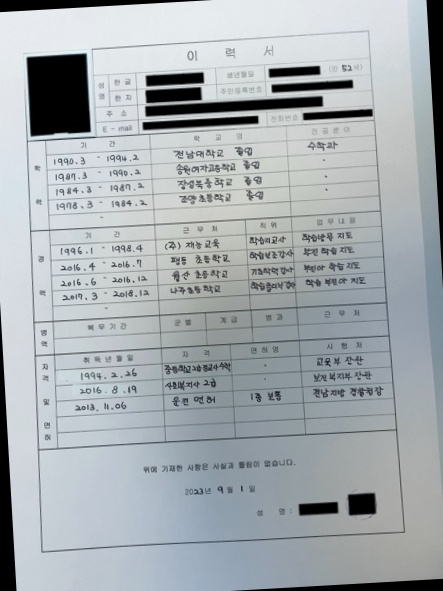 이 력 서
성 명 한 글 생년월일 (만 52세)
한 자 주민등록번호
주 소
E - mail 전화번호
학 력 기 간 학 교 명 전공분야
1990.3 - 1994.2 전남대학교 졸업 수학과
1987.3 - 1990.2 송원여자고등학교 졸업 -
1984.3 - 1987.2 장성북중학교 졸업 -
1978.3 - 1984.2 조양초등학교 졸업 -
-
경 력 기 간 근 무 처 직위 업무내용
1996.1 - 1998.4 (주) 재능교육 학습지교사 학습방문 지도
2016.4 - 2016.7 초등학교 학습보조강사 부진 학습 지도
2016.6 - 2016.12 월산 초등학교 기초학력강사 부진아 학습 지도
2017.3 - 2018.12 나주초등학교 학습 부진아 지도
병 역 복무기간 군별 계급 병과 근 무 처
자 격 및 면 허 취득년월일 자 격 면허명 시 험 처
1994.2.26 중등학교2급정교사수학 - 교육부 장관
2016.8.19 사회복지사 2급 - 보건복지부 장관
2013.11.06 운전면허 1종 보통 전남지방 경찰청장
위에 기재한 사항은 사실과 틀림이 없습니다.
2023년 9 월 1 일
성 명 :